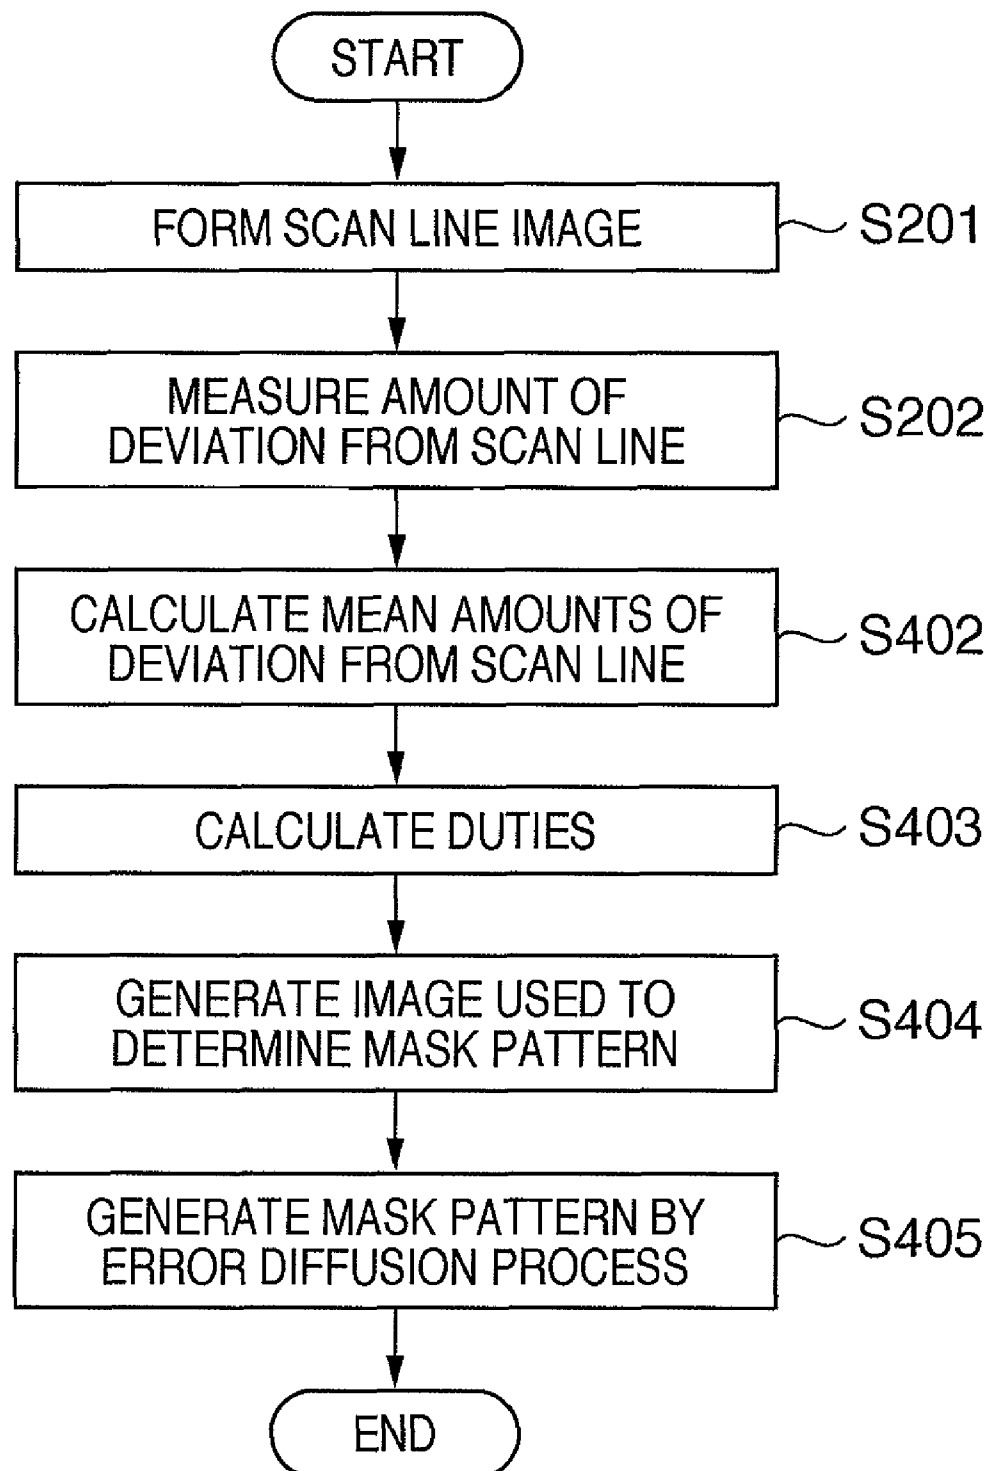 START
FORM SCAN LINE IMAGE
S201
MEASURE AMOUNT OF
DEVIATION FROM SCAN LINE
S202
CALCULATE MEAN AMOUNTS OF
DEVIATION FROM SCAN LINE
S402
CALCULATE DUTIES
S403
GENERATE IMAGE USED TO
DETERMINE MASK PATTERN
S404
GENERATE MASK PATTERN BY
ERROR DIFFUSION PROCESS
S405
END